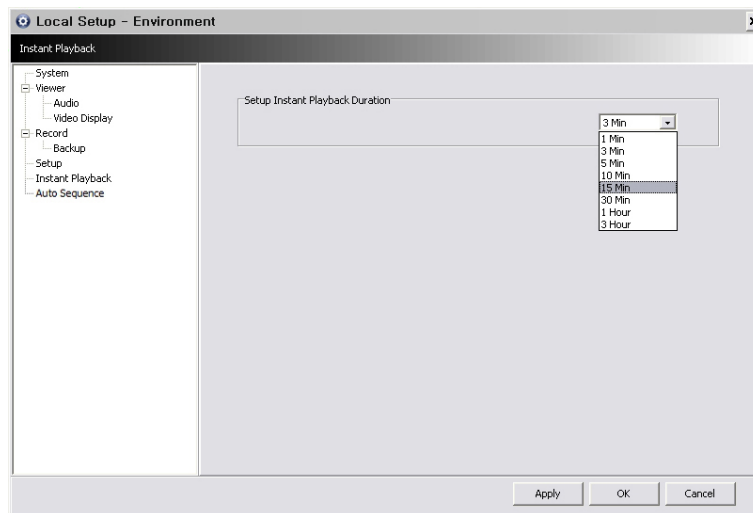 Local Setup - Environment
Instant Playback
System
Viewer
Audio
Video Display
Record
Backup
Setup
Instant Playback
Auto Sequence
Setup Instant Playback Duration
3 Min
1 Min
3 Min
5 Min
10 Min
15 Min
30 Min
1 Hour
3 Hour
Apply
OK
Cancel